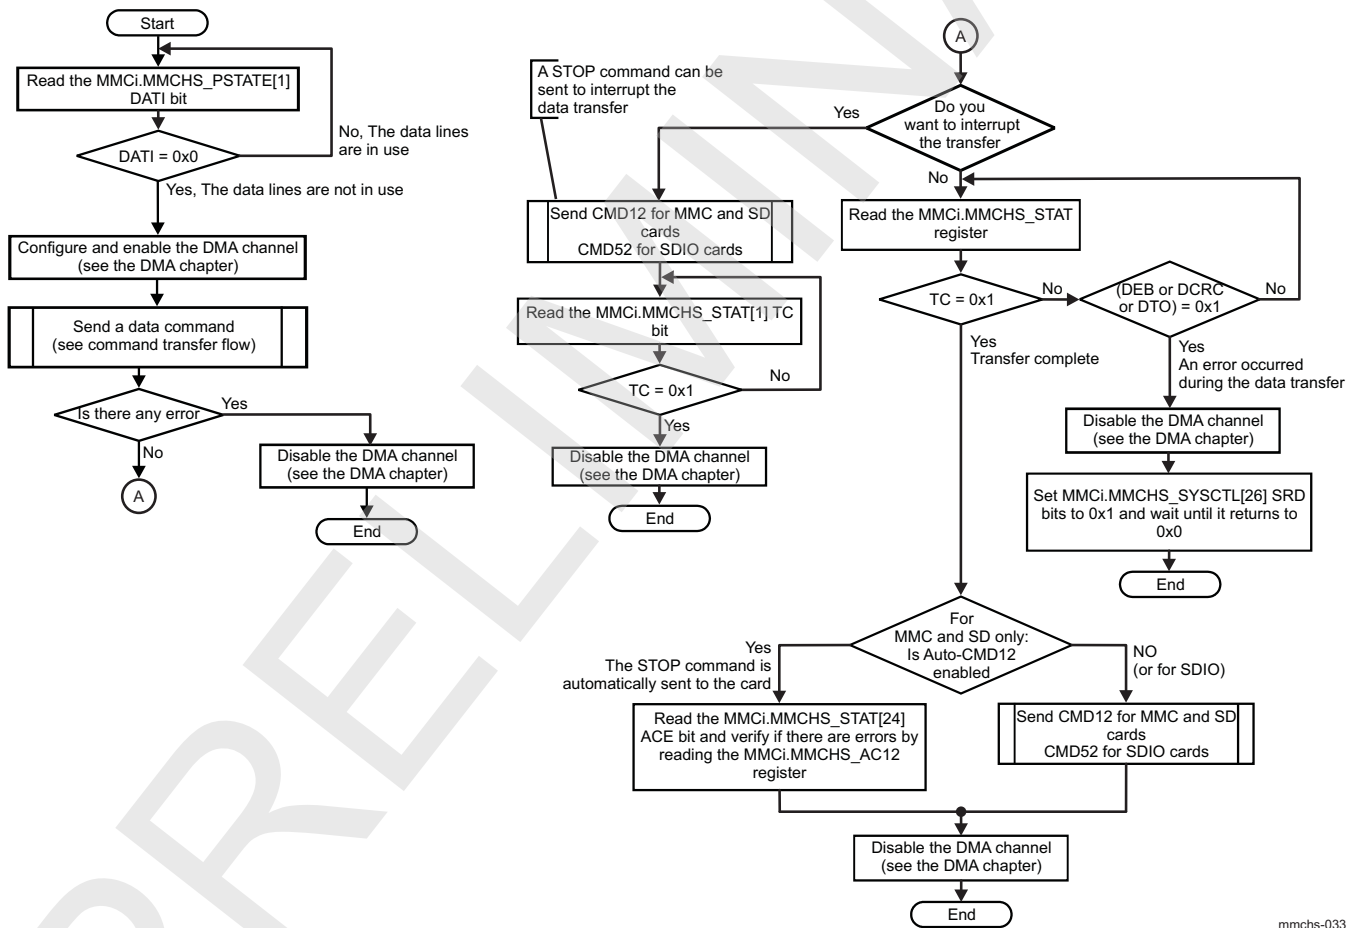 Start
Read the MMCi.MMCHS_PSTATE[1]
DATI bit
No, The data lines
are in use
DATI = 0x0
Yes, The data lines are not in use
Configure and enable the DMA channel
(see the DMA chapter)
Send a data command
(see command transfer flow)
Is there any error
Yes
No
A
Disable the DMA channel
(see the DMA chapter)
End
A
A STOP command can be
sent to interrupt the
data transfer
Yes
Do you
want to interrupt
the transfer
No
Send CMD12 for MMC and SD
cards
CMD52 for SDIO cards
Read the MMCi.MMCHS_STAT[1] TC
bit
TC = 0x1
No
Yes
Disable the DMA channel
(see the DMA chapter)
End
Read the MMCi.MMCHS_STAT
register
TC = 0x1
No
(DEB or DCRC
or DTO) = 0x1
No
Yes
Transfer complete
Yes
An error occurred
during the data transfer
Disable the DMA channel
(see the DMA chapter)
Set MMCi.MMCHS_SYSCTL[26] SRD
bits to 0x1 and wait until it returns to
0x0
End
For
MMC and SD only:
Is Auto-CMD12
enabled
Yes
The STOP command is
automatically sent to the card
NO
(or for SDIO)
Read the MMCi.MMCHS_STAT[24]
ACE bit and verify if there are errors by
reading the MMCi.MMCHS_AC12
register
Send CMD12 for MMC and SD
cards
CMD52 for SDIO cards
Disable the DMA channel
(see the DMA chapter)
End
mmchs-033
PRELIMIN